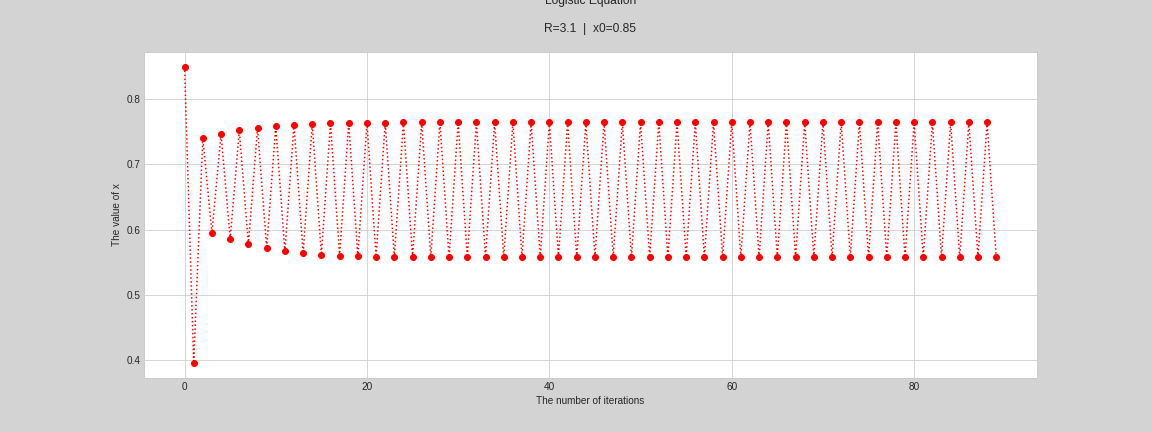 Logistic Equation
R=3.1 | x0=0.85
0.8
0.7
0.6
0.5
0.4
The value of x
0 20 40 60 80
The number of iterations